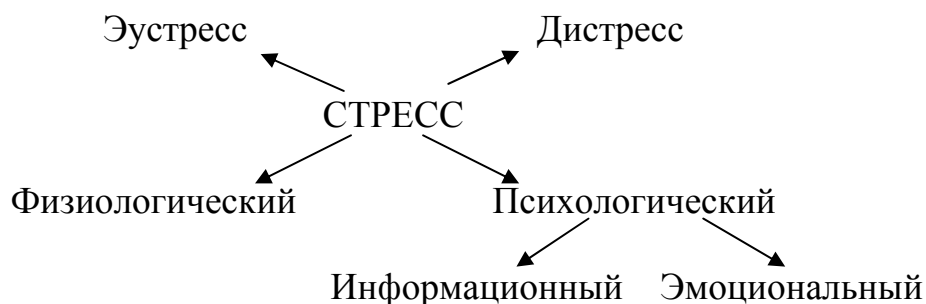 Эустресс Дистресс
СТРЕСС
Физиологический Психологический
Информационный Эмоциональный